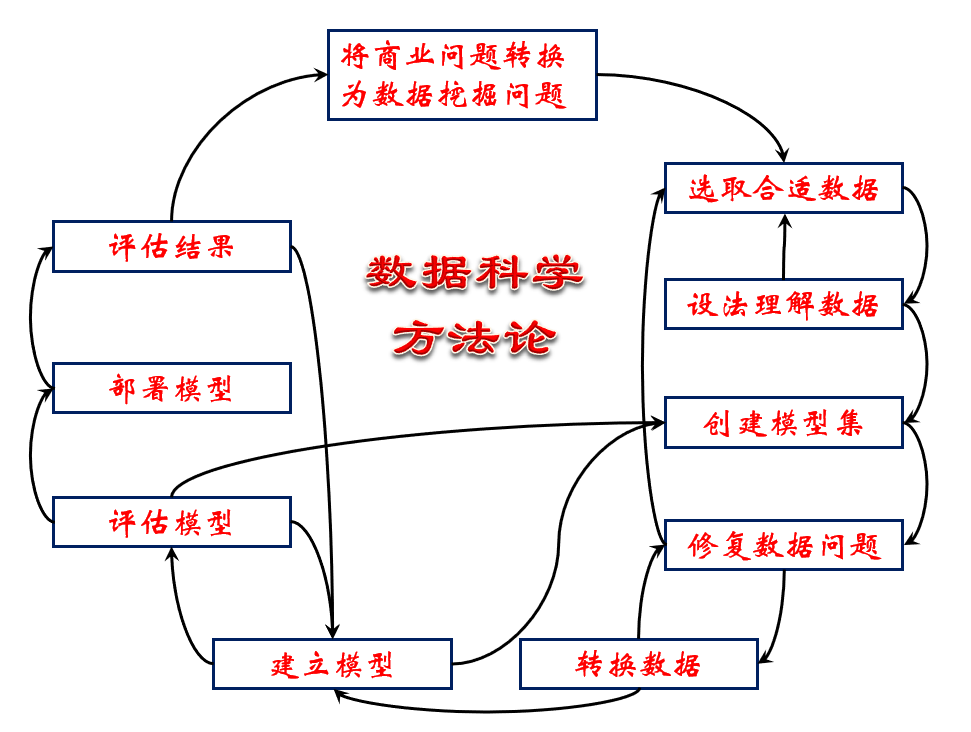 将商业问题转换
为数据挖掘问题
选取合适数据
评估结果
数据科学
方法论
设法理解数据
部署模型
创建模型集
评估模型
修复数据问题
建立模型
转换数据